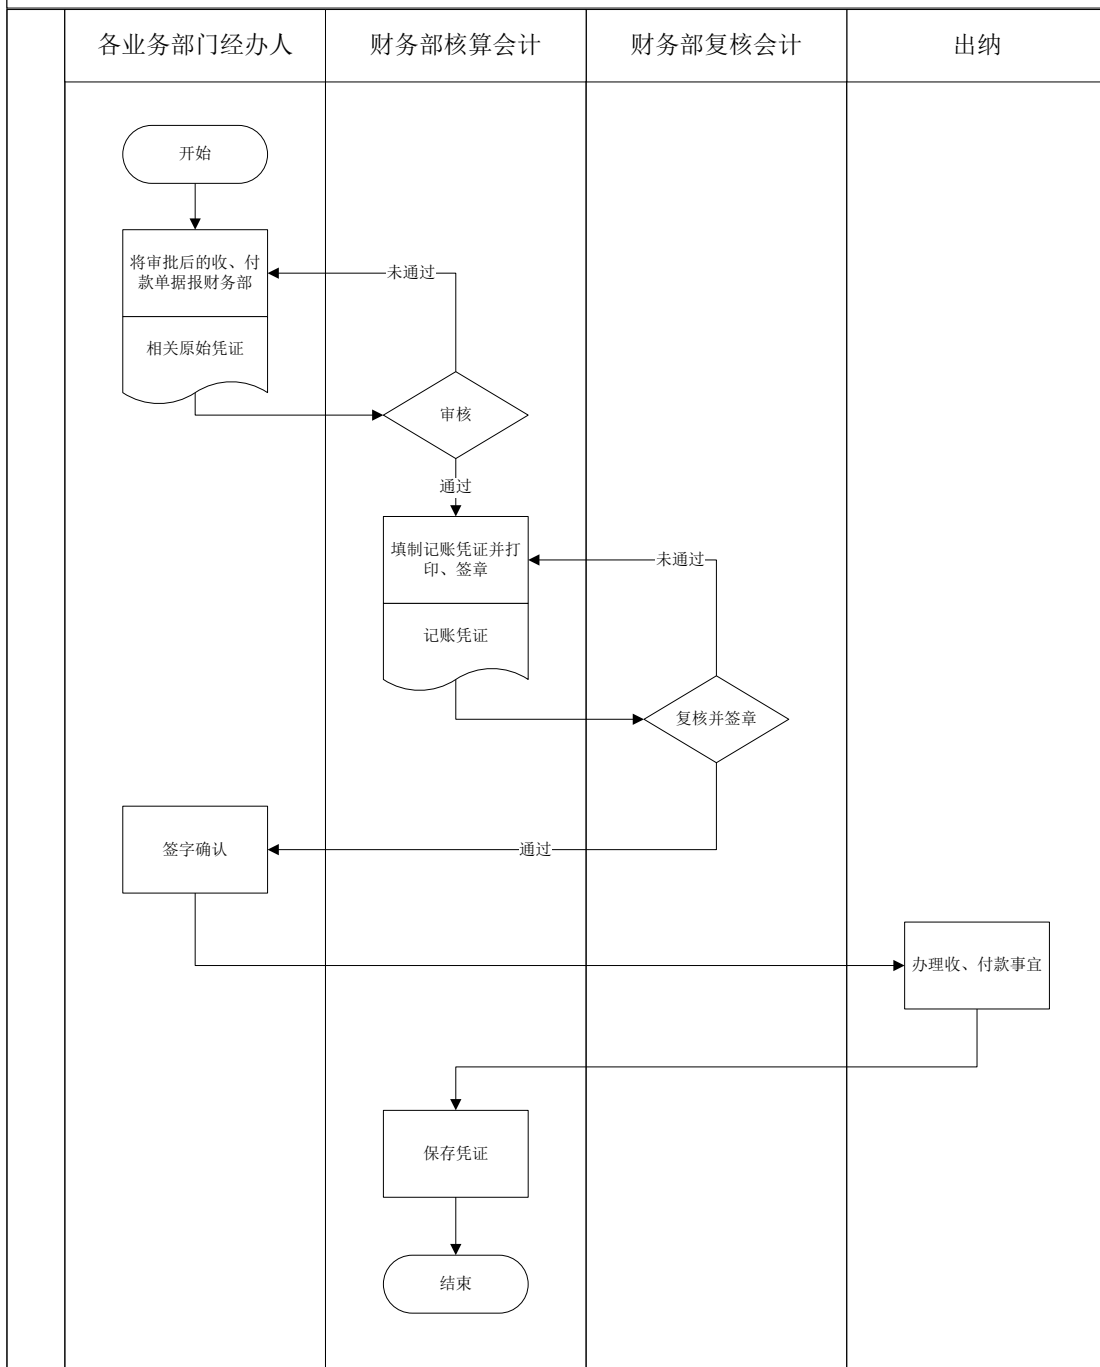 各业务部门经办人
财务部核算会计
财务部复核会计
出纳
开始
将审批后的收、付
款单据报财务部
未通过
相关原始凭证
审核
通过
填制记账凭证并打
印、签章
未通过
记账凭证
复核并签章
签字确认
通过
办理收、付款事宜
保存凭证
结束